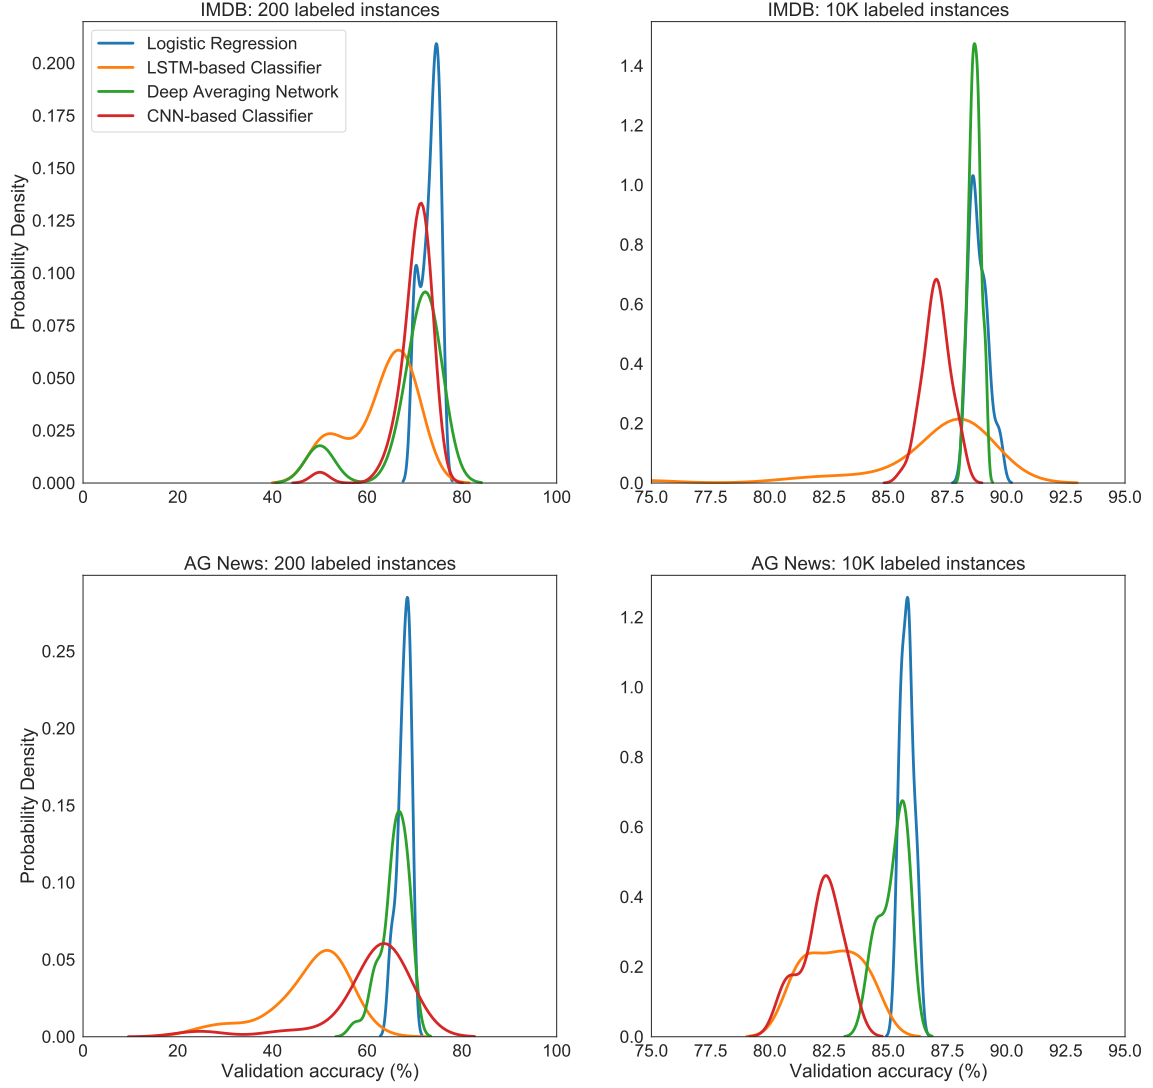 IMDB: 200 labeled instances
Logistic Regression
LSTM-based Classifier
Deep Averaging Network
CNN-based Classifier
Probability Density
0.200
0.175
0.150
0.125
0.100
0.075
0.050
0.025
0.000
0 20 40 60 80 100
IMDB: 10K labeled instances
1.4
1.2
1.0
0.8
0.6
0.4
0.2
0.0
75.0 77.5 80.0 82.5 85.0 87.5 90.0 92.5 95.0
AG News: 200 labeled instances
Probability Density
0.25
0.20
0.15
0.10
0.05
0.00
0 20 40 60 80 100
Validation accuracy (%)
AG News: 10K labeled instances
1.2
1.0
0.8
0.6
0.4
0.2
0.0
75.0 77.5 80.0 82.5 85.0 87.5 90.0 92.5 95.0
Validation accuracy (%)